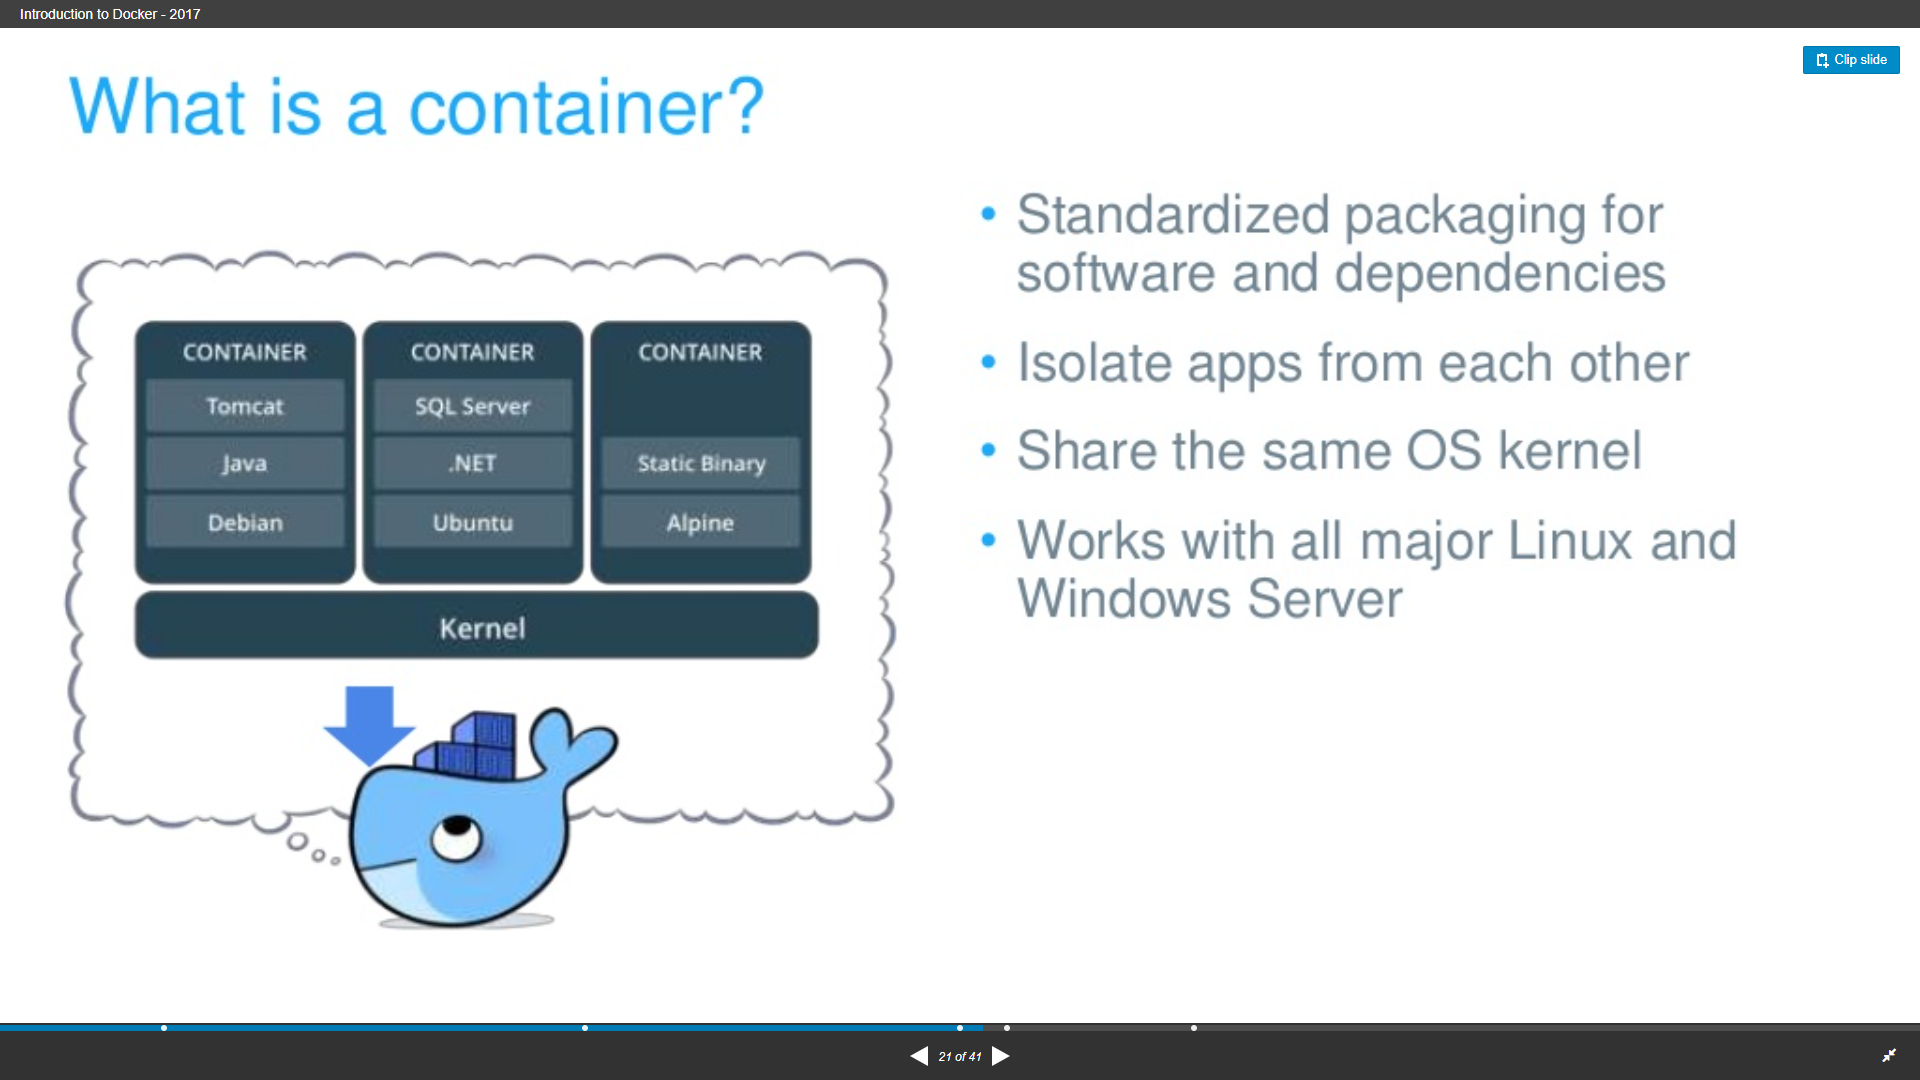 Introduction to Docker - 2017
Clip slide
What is a container?
CONTAINER
Tomcat
Java
Debian
CONTAINER
SQL Server
.NET
Ubuntu
CONTAINER
Static Binary
Alpine
Kernel
• Standardized packaging for
software and dependencies
• Isolate apps from each other
• Share the same OS kernel
• Works with all major Linux and
Windows Server
21 of 41